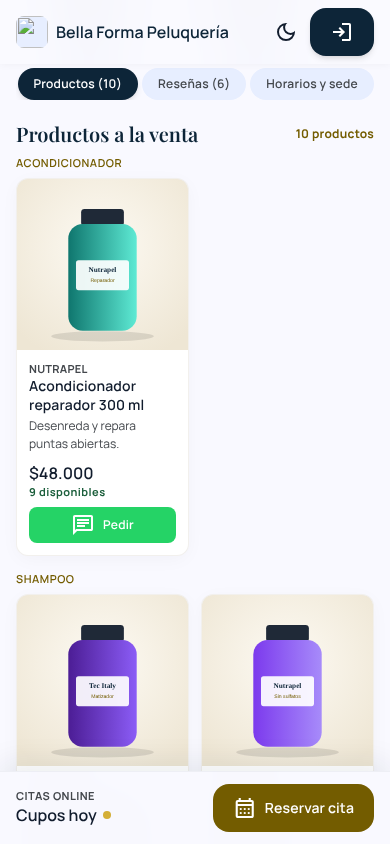 Bella Forma Peluquería
Productos (10)
Reseñas (6)
Horarios y sede
Productos a la venta
10 productos
ACONDICIONADOR
Nutrapel
Reparador
NUTRAPEL
Acondicionador
reparador 300 ml
Desenreda y repara
puntas abiertas.
$48.000
9 disponibles
Pedir
SHAMPOO
Tec Italy
Matizador
Nutrapel
Sin sulfatos
CITAS ONLINE
Cupos hoy
Reservar cita